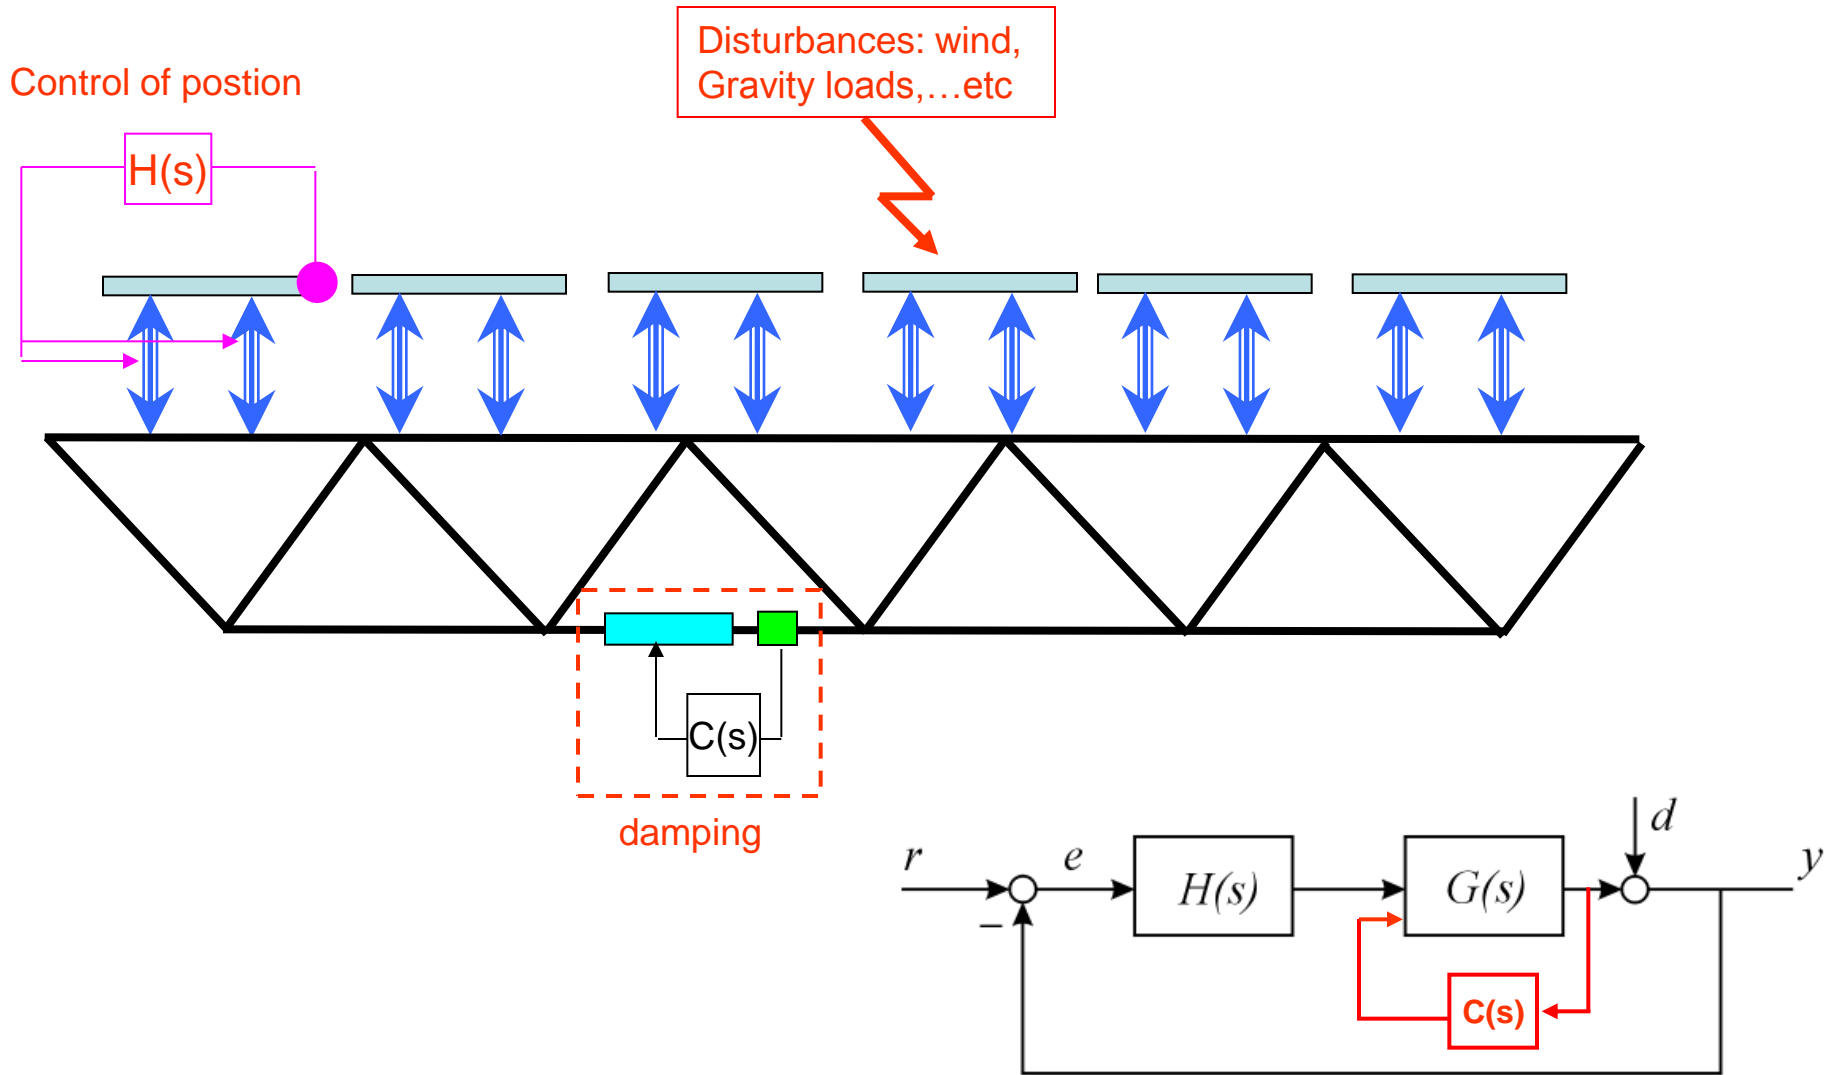 Disturbances: wind,
Gravity loads,...etc
Control of postion
H(s)
C(s)
damping
r
e
H(s)
G(s)
d
y
−
C(s)